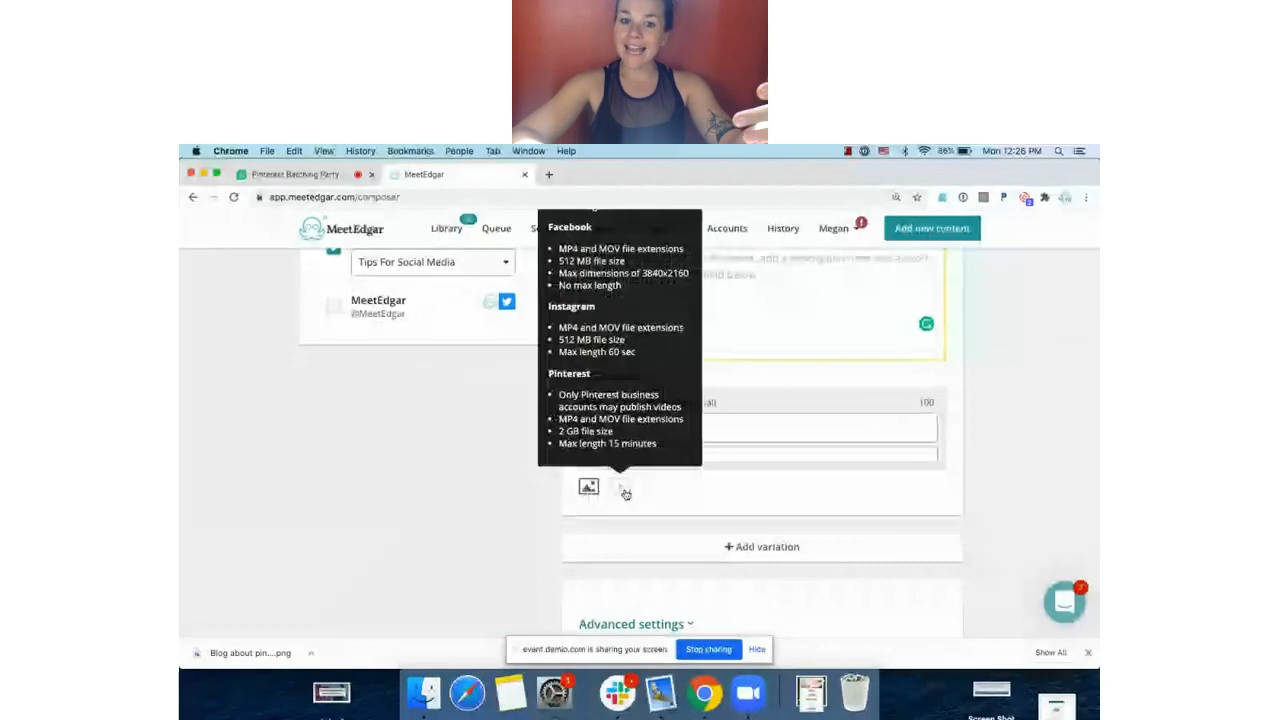 Chrome File Edit View History Bookmarks People Tab Window Help 86% Mon 12:26 PM
Pinterest Batching Party
MeetEdgar
app.meetedgar.com/composer
MeetEdgar Library Queue Accounts History Megan Add new content
Tips For Social Media
MeetEdgar
@MeetEdgar
Facebook
• MP4 and MOV file extensions
• 512 MB file size
• Max dimensions of 3840x2160
• No max length
Instagram
• MP4 and MOV file extensions
• 512 MB file size
• Max length 60 sec
Pinterest
• Only Pinterest business
accounts may publish videos
• MP4 and MOV file extensions
• 2 GB file size
• Max length 15 minutes
100
+ Add variation
Advanced settings
event.demio.com is sharing your screen. Stop sharing Hide
Blog about pin....png
Show All
Screen Shot